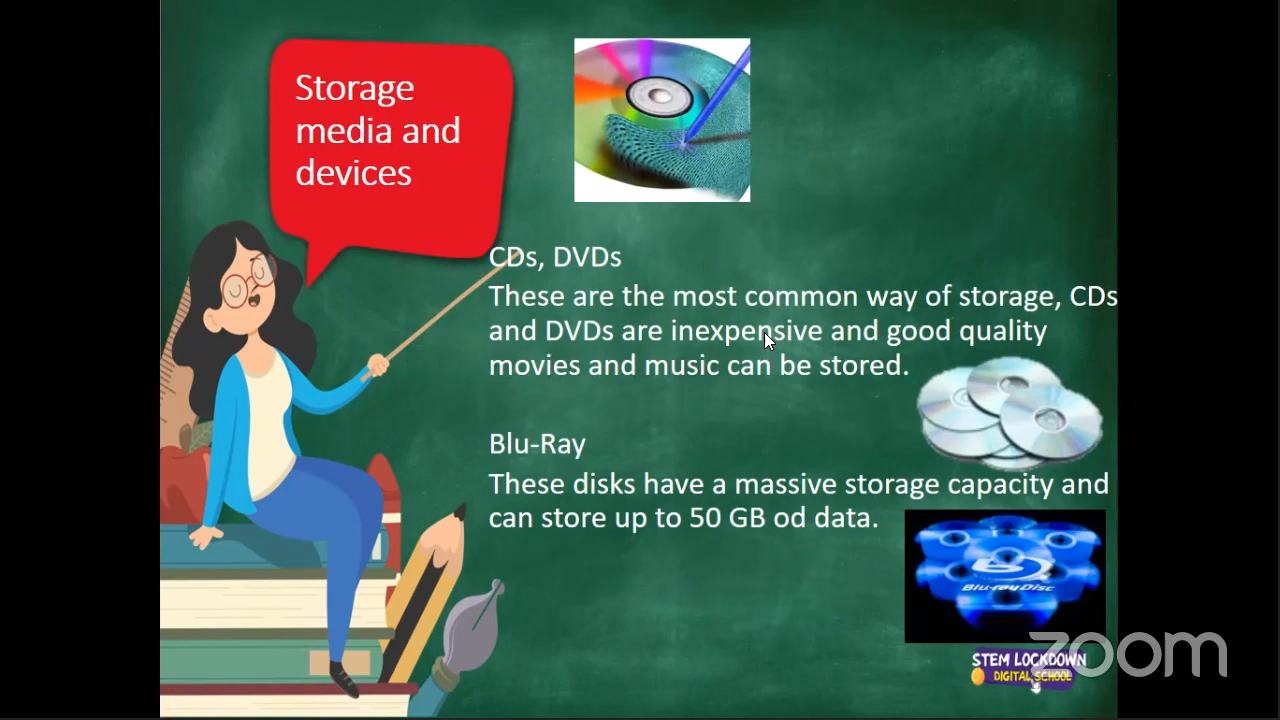 Storage
media and
devices
CDs, DVDs
These are the most common way of storage, CDs
and DVDs are inexpensive and good quality
movies and music can be stored.
Blu-Ray
These disks have a massive storage capacity and
can store up to 50 GB od data.
Blu-ray Disc
STEM LOCKDOWN
DIGITAL SCHOOL
zoom